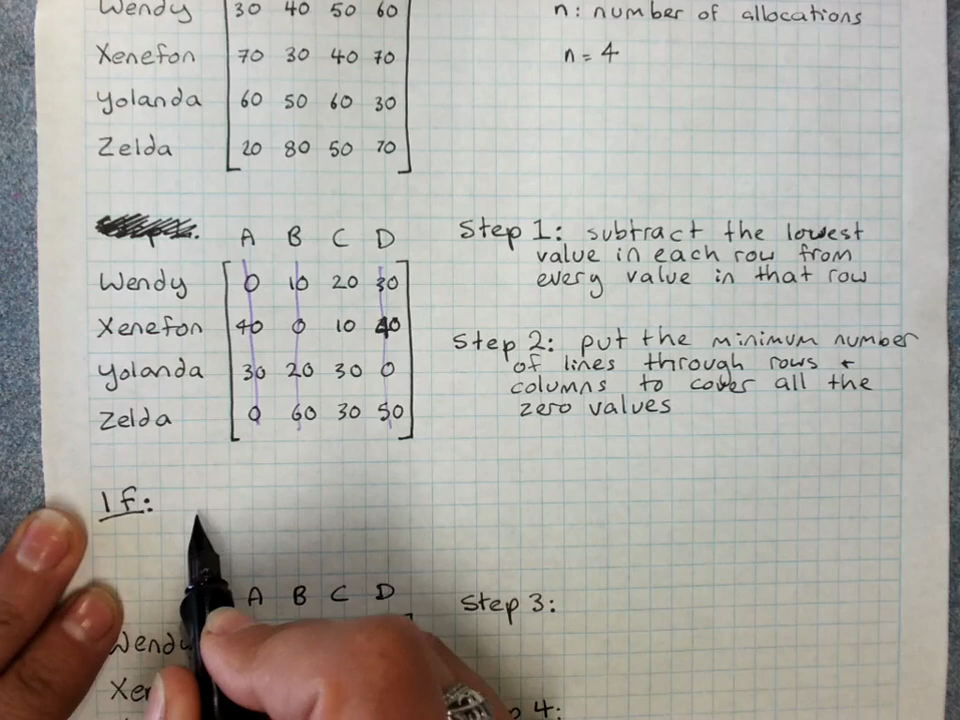 Wendy 30 40 50 60
n: number of allocations
Xenefon 70 30 40 70
n = 4
Yolanda 60 50 60 30
Zelda 20 80 50 70
A B C D
Step 1: subtract the lowest
value in each row from
every value in that row
Wendy 0 10 20 30
Xenefon 40 0 10 40
Yolanda 30 20 30 0
Zelda 0 60 30 50
Step 2: put the minimum number
of lines through rows +
columns to cover all the
zero values
If:
A B C D
Step 3:
4: